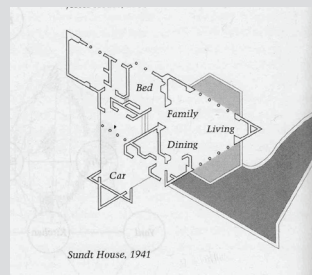 Bed
Family
Living
Dining
Car
Sundt House, 1941